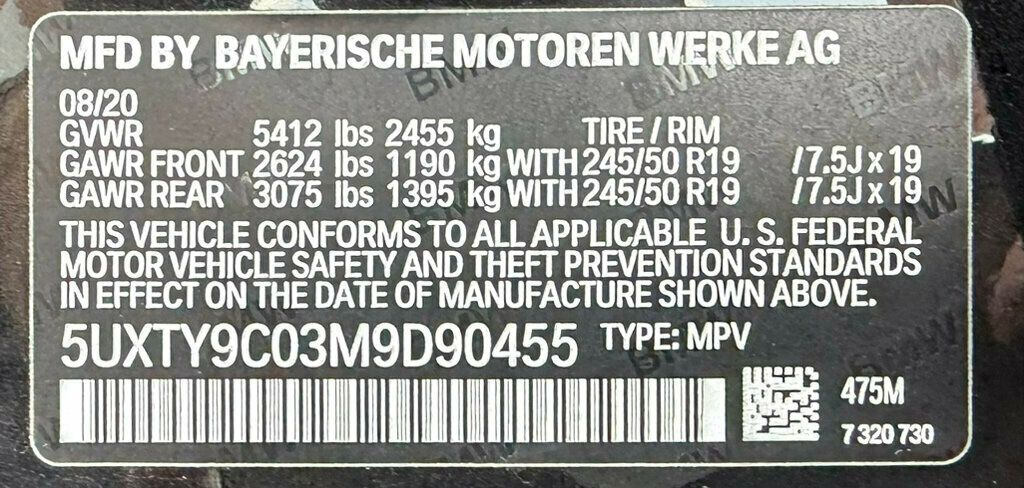 MFD BY BAYERISCHE MOTOREN WERKE AG
08/20
GVWR 5412 lbs 2455 kg TIRE / RIM
GAWR FRONT 2624 lbs 1190 kg WITH 245/50 R19 /7.5J x 19
GAWR REAR 3075 lbs 1395 kg WITH 245/50 R19 /7.5J x 19
THIS VEHICLE CONFORMS TO ALL APPLICABLE U. S. FEDERAL
MOTOR VEHICLE SAFETY AND THEFT PREVENTION STANDARDS
IN EFFECT ON THE DATE OF MANUFACTURE SHOWN ABOVE.
5UXTY9C03M9D90455 TYPE: MPV
475M
7 320 730